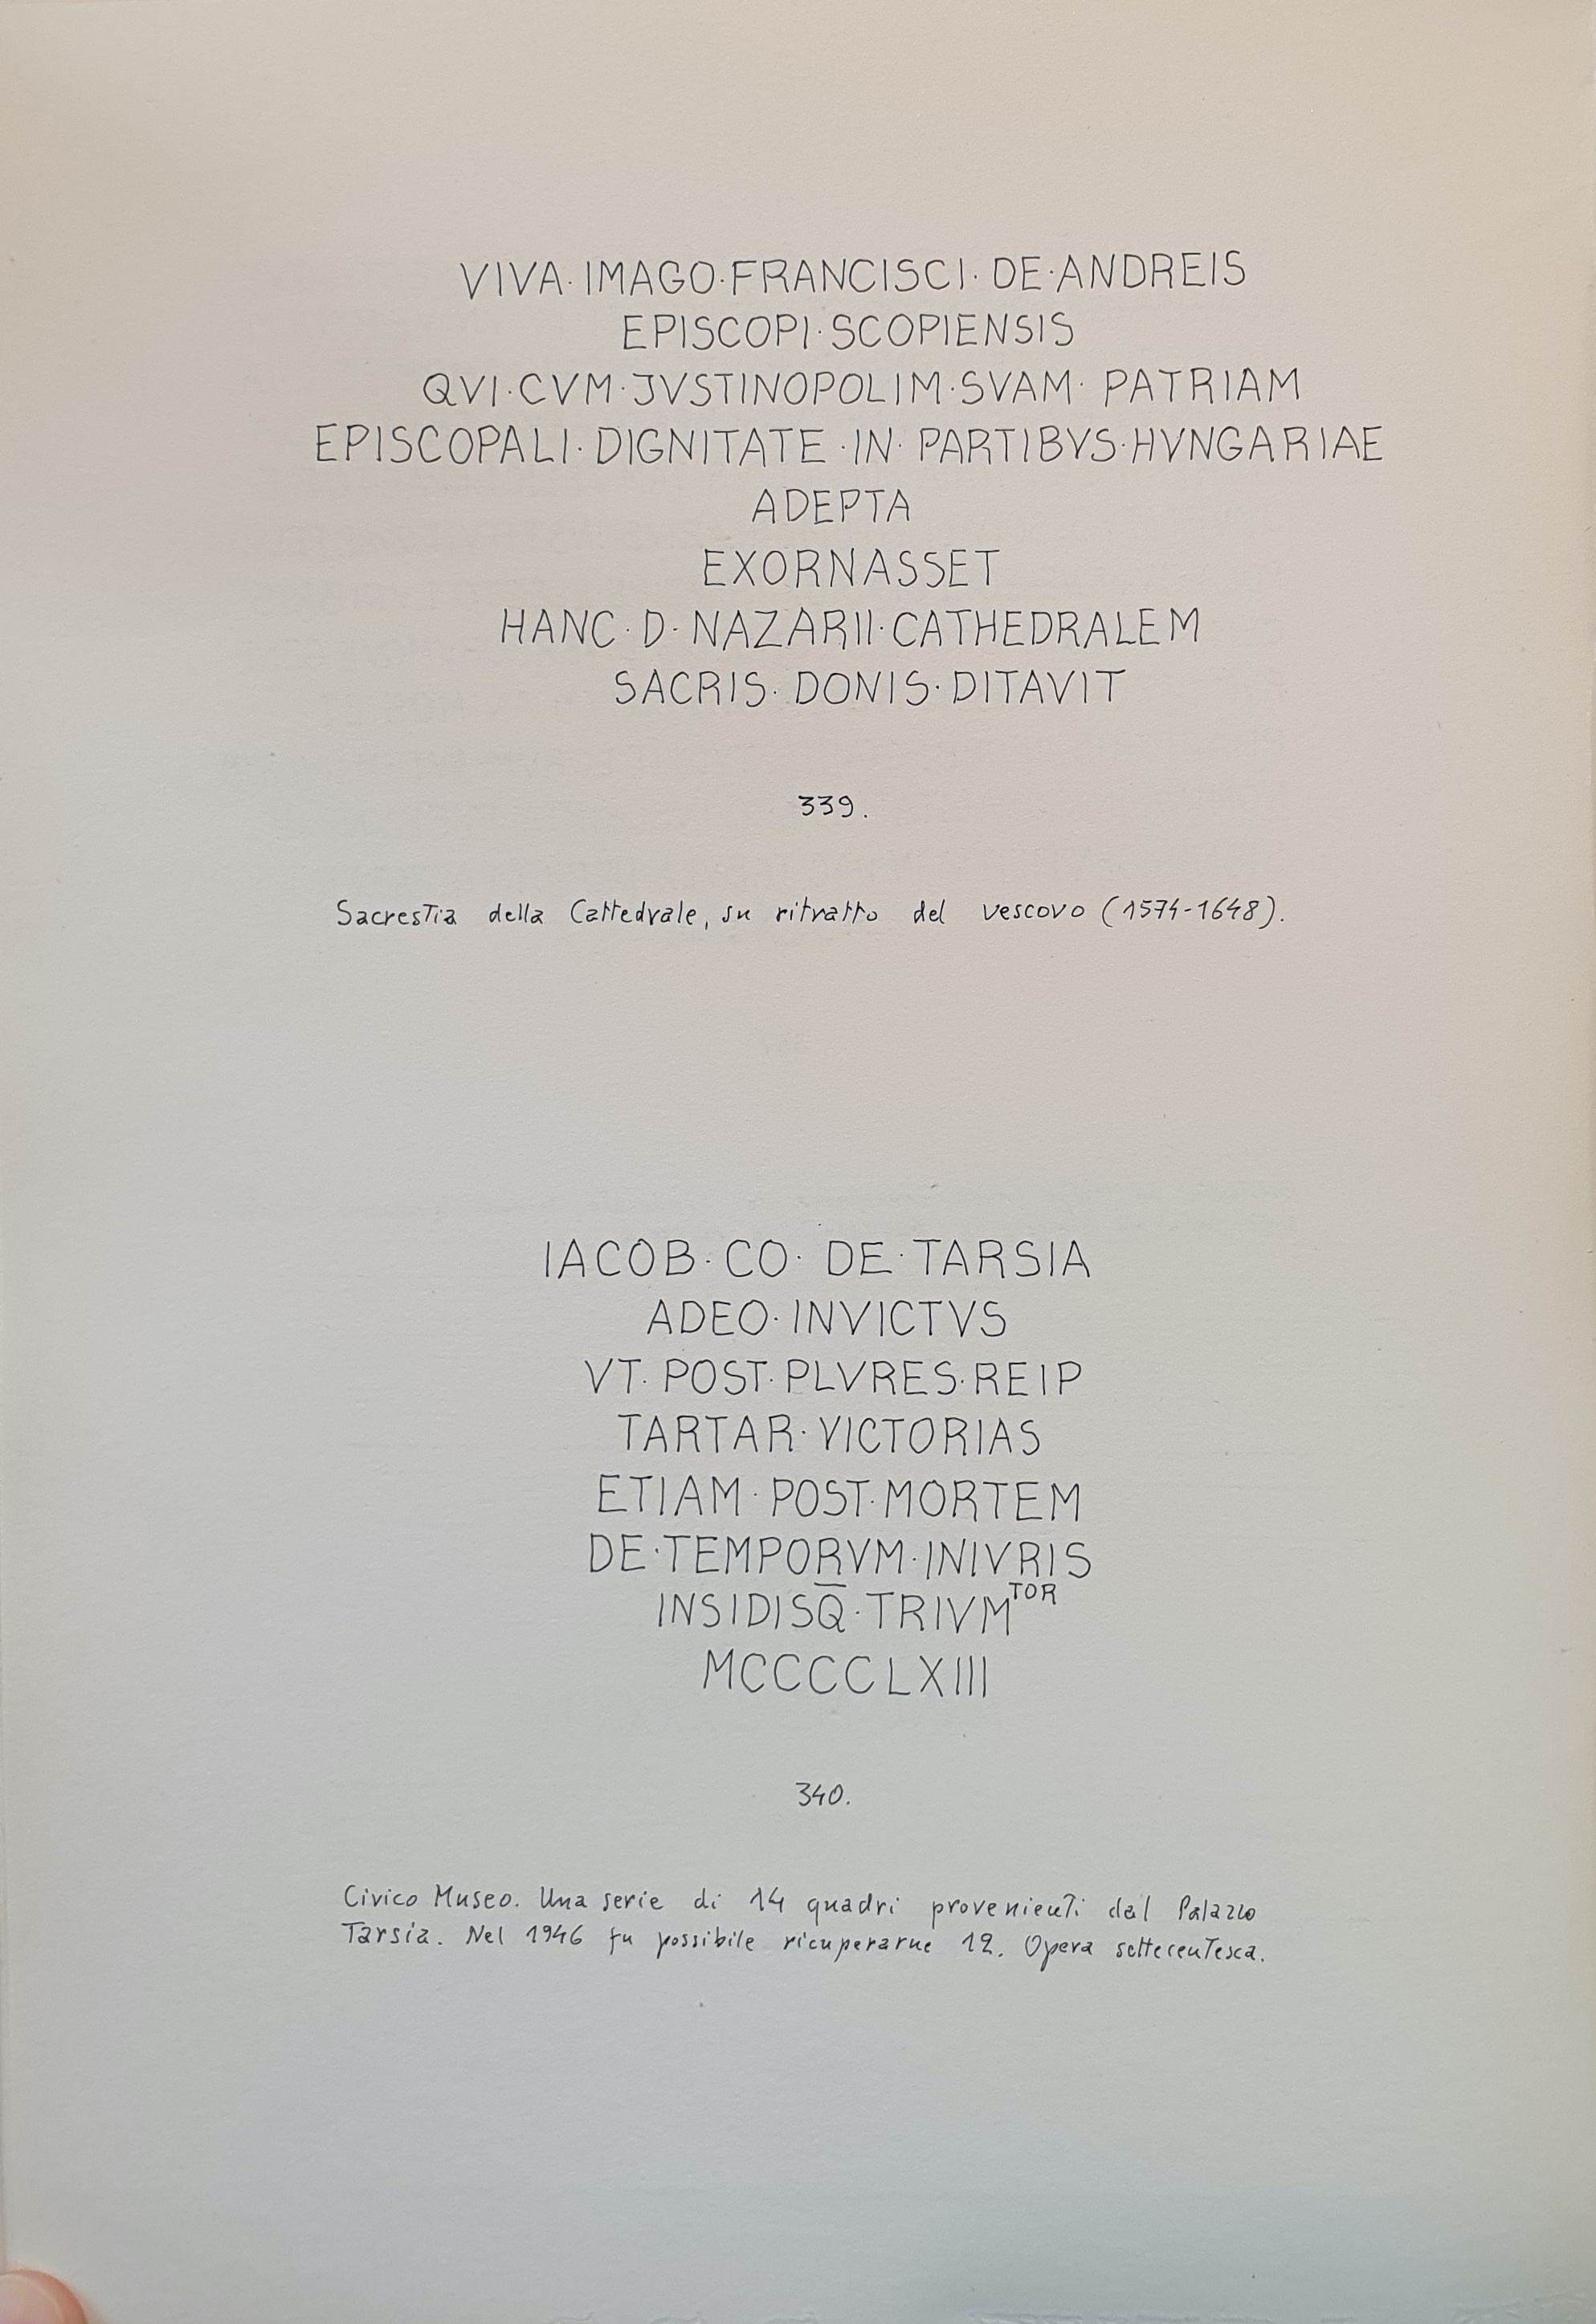 VIVA · IMAGO · FRANCISCI · DE · ANDREIS
EPISCOPI · SCOPIENSIS
QVI · CVM · JVSTINOPOLIM · SVAM · PATRIAM
EPISCOPALI · DIGNITATE · IN · PARTIBVS · HVNGARIAE
ADEPTA
EXORNASSET
HANC · D · NAZARII · CATHEDRALEM
SACRIS · DONIS · DITAVIT
339.
Sacrestia della Cattedrale, su ritratto del vescovo (1574-1648).
IACOB · CO · DE · TARSIA
ADEO · INVICTVS
VT · POST · PLVRES · REIP
TARTAR · VICTORIAS
ETIAM · POST · MORTEM
DE · TEMPORVM · INIVRIS
INSIDISQ̅ · TRIVMᵀᴼᴿ
MCCCCLXIII
340.
Civico Museo. Una serie di 14 quadri provenienti dal Palazzo
Tarsia. Nel 1946 fu possibile ricuperarne 12. Opera settecentesca.